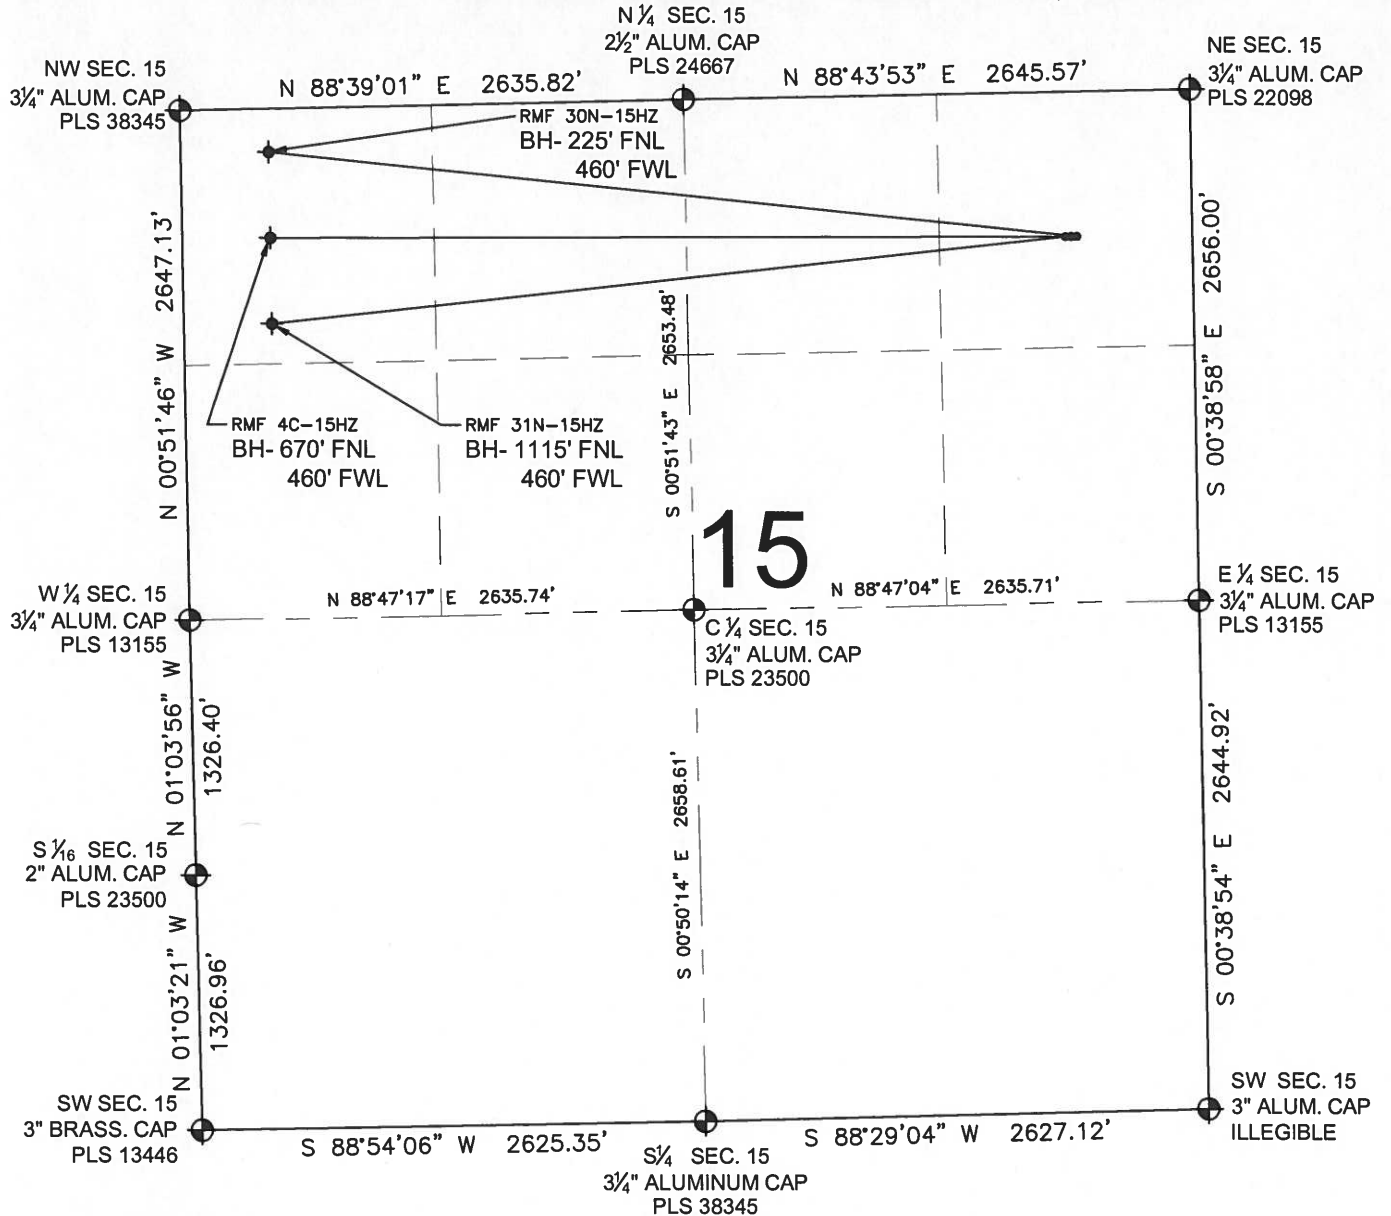 N 1/4 SEC. 15
2½" ALUM. CAP
PLS 24667
NW SEC. 15
3¼" ALUM. CAP
PLS 38345
N 88°39'01" E 2635.82'
N 88°43'53" E 2645.57'
NE SEC. 15
3¼" ALUM. CAP
PLS 22098
RMF 30N-15HZ
BH- 225' FNL
460' FWL
N 00°51'46" W 2647.13'
S 00°51'43" E 2653.48'
S 00°38'58" E 2656.00'
RMF 4C-15HZ
BH- 670' FNL
460' FWL
RMF 31N-15HZ
BH- 1115' FNL
460' FWL
15
W ¼ SEC. 15
3¼" ALUM. CAP
PLS 13155
N 88°47'17" E 2635.74'
N 88°47'04" E 2635.71'
E ¼ SEC. 15
3¼" ALUM. CAP
PLS 13155
C ¼ SEC. 15
3¼" ALUM. CAP
PLS 23500
N 01°03'56" W
1326.40'
S 00°50'14" E 2658.61'
S 00°38'54" E 2644.92'
S 1/16 SEC. 15
2" ALUM. CAP
PLS 23500
N 01°03'21" W
1326.96'
SW SEC. 15
3" BRASS. CAP
PLS 13446
S 88°54'06" W 2625.35'
S 88°29'04" W 2627.12'
SW SEC. 15
3" ALUM. CAP
ILLEGIBLE
S¼ SEC. 15
3¼" ALUMINUM CAP
PLS 38345